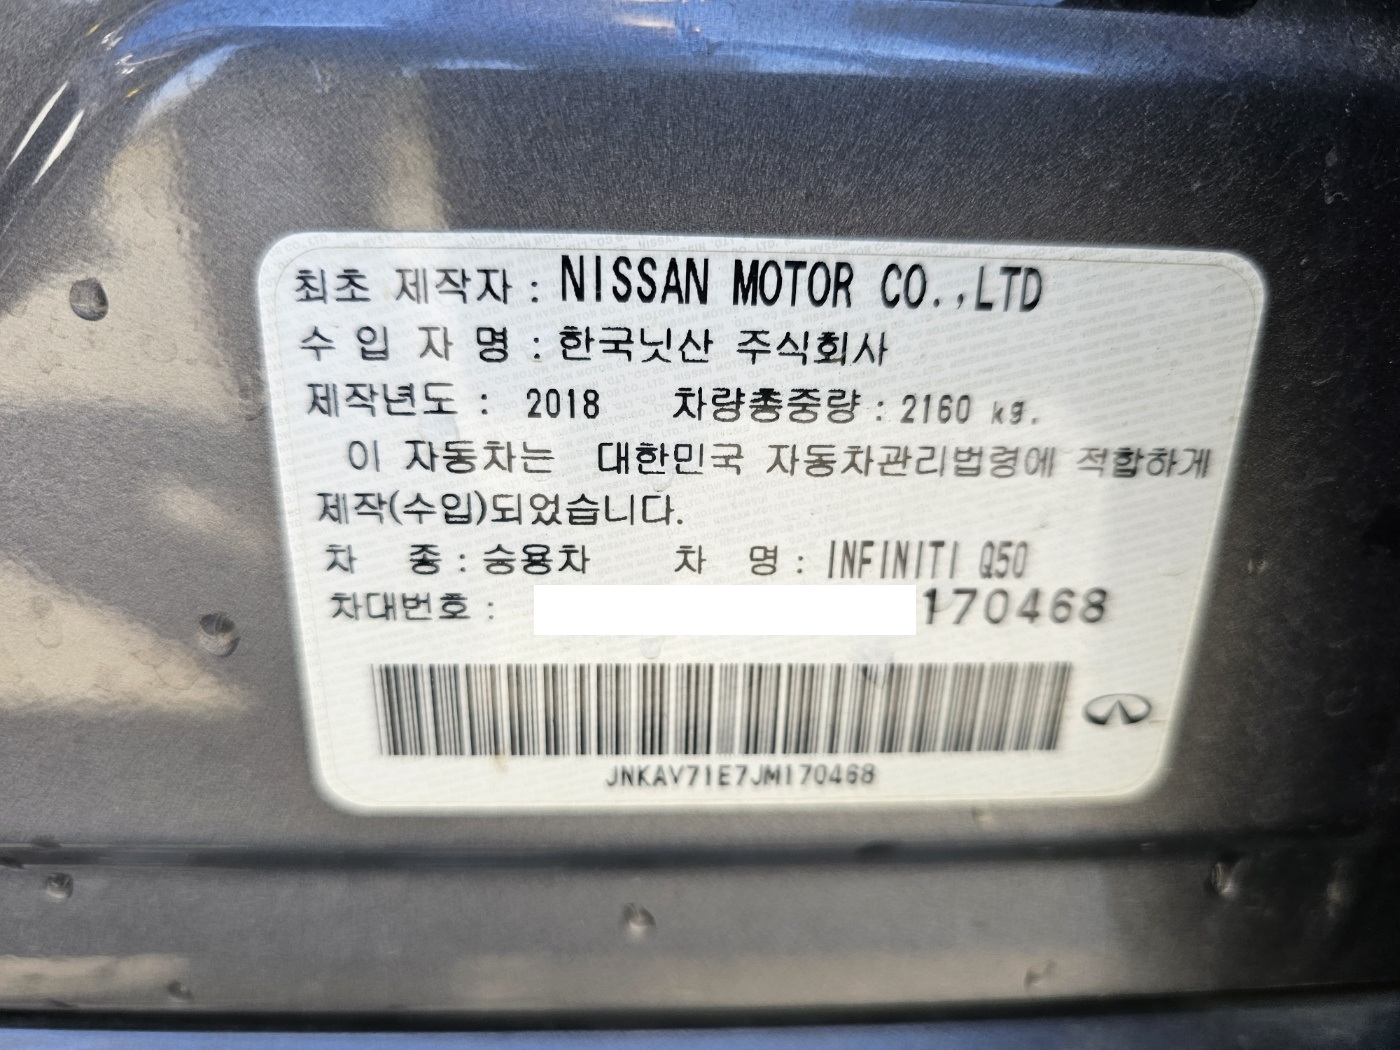 최초 제작자 : NISSAN MOTOR CO.,LTD
수 입 자 명 : 한국닛산 주식회사
제작년도 : 2018 차량총중량 : 2160 kg.
이 자동차는 대한민국 자동차관리법령에 적합하게
제작(수입)되었습니다.
차 종 : 승용차 차 명 : INFINITI Q50
차대번호 : 170468
JNKAV71E7JM170468